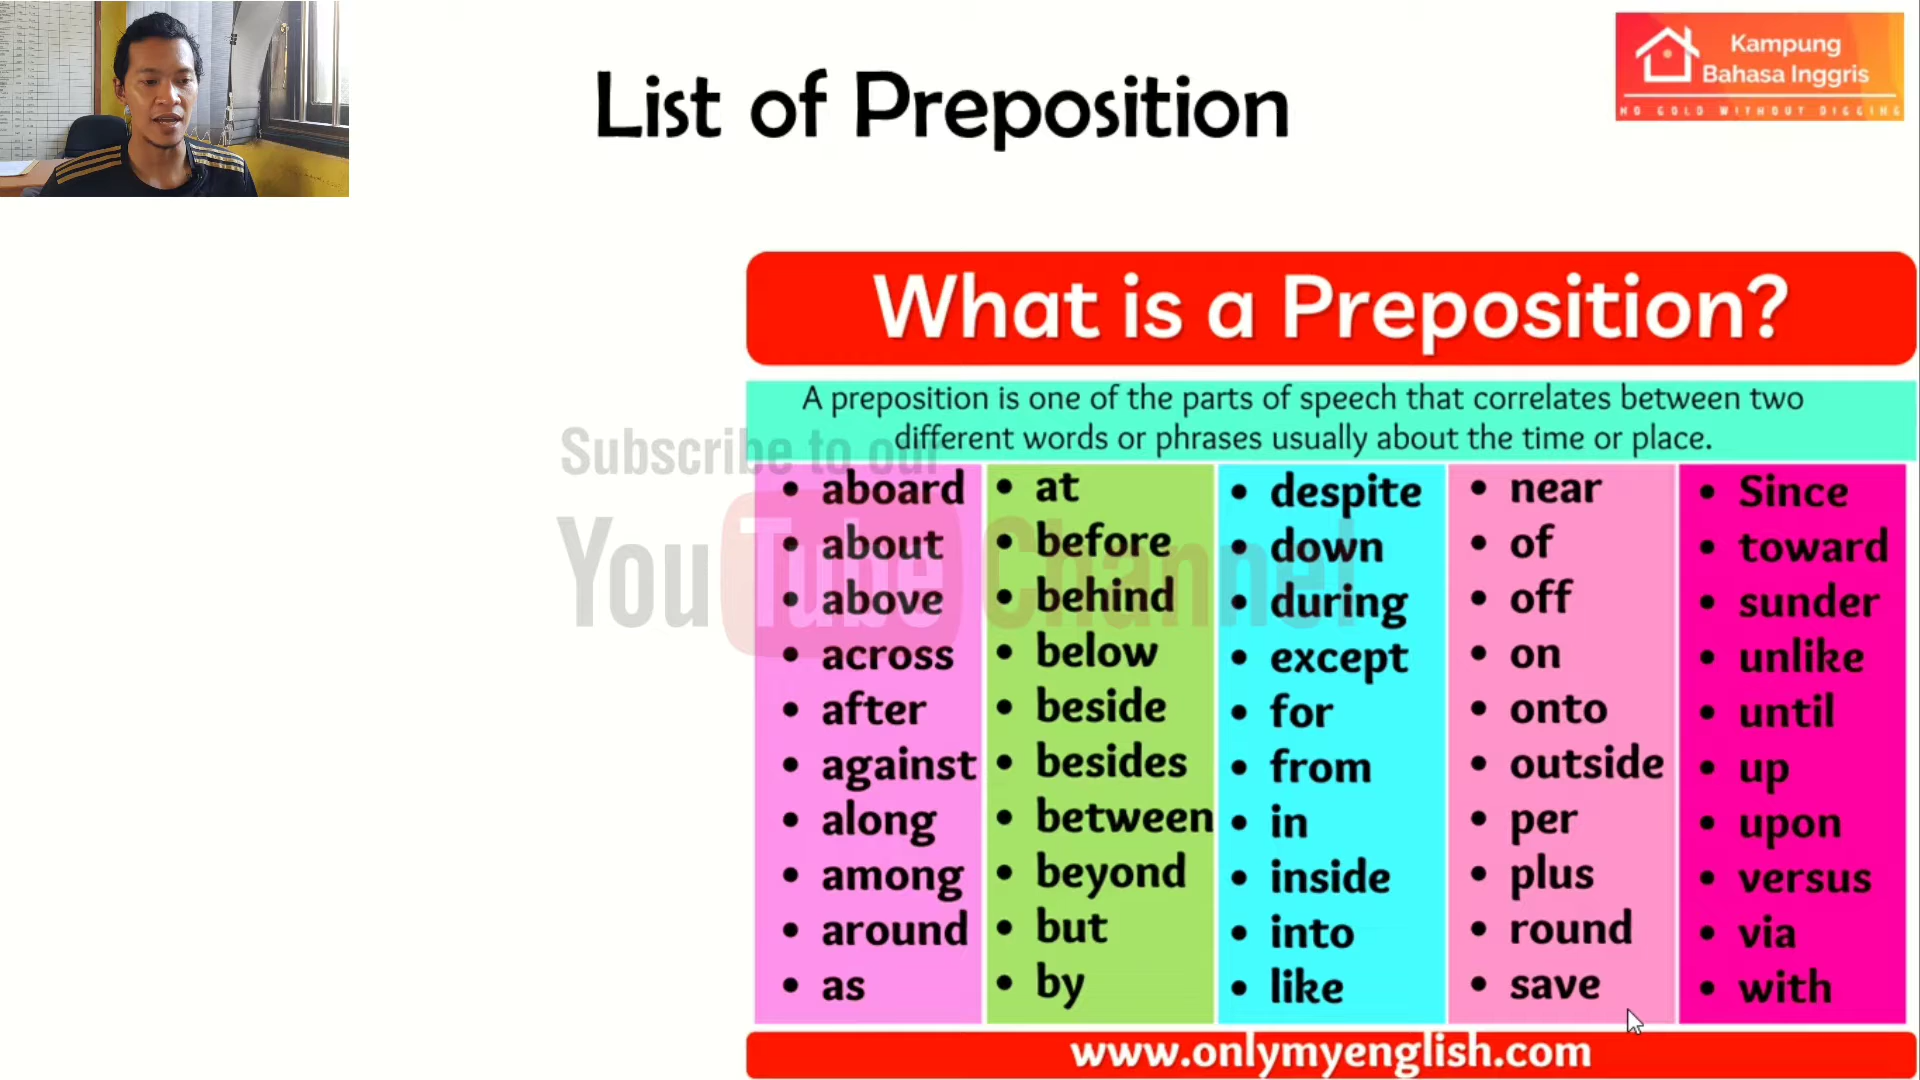 List of Preposition
Kampung
Bahasa Inggris
NO GOLD WITHOUT DIGGING
What is a Preposition?
A preposition is one of the parts of speech that correlates between two
different words or phrases usually about the time or place.
Subscribe to our
YouTube Channel
aboard
about
above
across
after
against
along
among
around
as
at
before
behind
below
beside
besides
between
beyond
but
by
despite
down
during
except
for
from
in
inside
into
like
near
of
off
on
onto
outside
per
plus
round
save
Since
toward
sunder
unlike
until
up
upon
versus
via
with
www.onlymyenglish.com